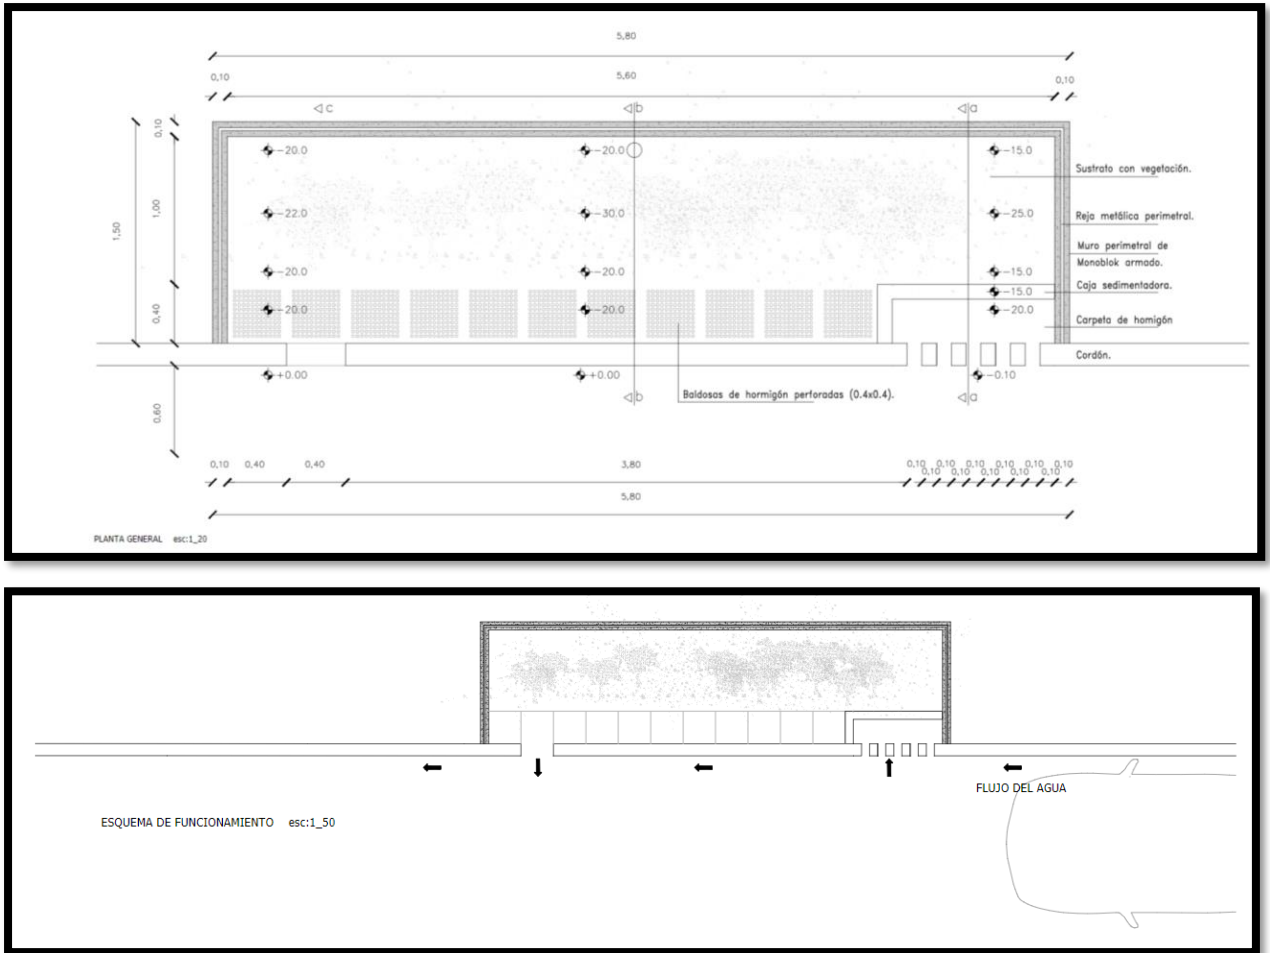 5,80
0,10 5,60 0,10
c b a
0,10
-20.0 -20.0 -15.0
Sustrato con vegetación.
1,00
-22.0 -30.0 -25.0
Reja metálica perimetral.
1,50
Muro perimetral de
Monoblok armado.
-20.0 -20.0 -15.0
Caja sedimentadora.
-15.0
0,40
-20.0 -20.0 -20.0
Carpeta de homigón
Cordón.
+0.00 +0.00 -0.10
Baldosas de hormigón perforadas (0.4x0.4).
b a
0,60
0,10 0,40 0,40 3,80 0,10 0,10 0,10 0,10 0,10 0,10
0,10 0,10 0,10 0,10 0,10
5,80
PLANTA GENERAL esc:1_20
FLUJO DEL AGUA
ESQUEMA DE FUNCIONAMIENTO esc:1_50